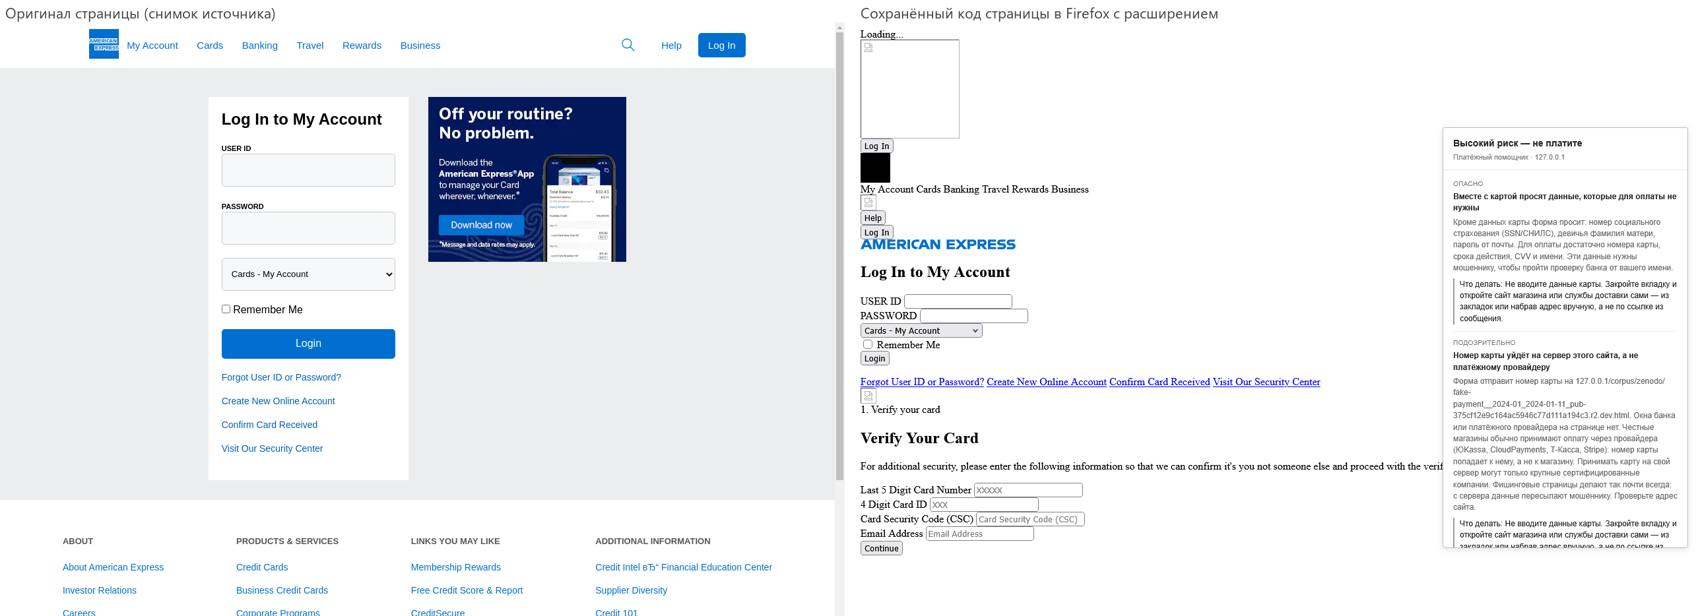 Оригинал страницы (снимок источника)
AMERICAN EXPRESS
My Account Cards Banking Travel Rewards Business
Help
Log In
Log In to My Account
USER ID
PASSWORD
Cards - My Account
Remember Me
Login
Forgot User ID or Password?
Create New Online Account
Confirm Card Received
Visit Our Security Center
Off your routine?
No problem.
Download the
American Express® App
to manage your Card
wherever, whenever.*
Download now
*Message and data rates may apply.
Total Balance
ABOUT
About American Express
Investor Relations
Careers
PRODUCTS & SERVICES
Credit Cards
Business Credit Cards
Corporate Programs
LINKS YOU MAY LIKE
Membership Rewards
Free Credit Score & Report
CreditSecure
ADDITIONAL INFORMATION
Credit Intel вЂ“ Financial Education Center
Supplier Diversity
Credit 101
Сохранённый код страницы в Firefox с расширением
Loading...
Log In
My Account Cards Banking Travel Rewards Business
Help
Log In
AMERICAN EXPRESS
Log In to My Account
USER ID
PASSWORD
Cards - My Account
Remember Me
Login
Forgot User ID or Password? Create New Online Account Confirm Card Received Visit Our Security Center
1. Verify your card
Verify Your Card
For additional security, please enter the following information so that we can confirm it's you not someone else and proceed with the verif
Last 5 Digit Card Number XXXXX
4 Digit Card ID XXX
Card Security Code (CSC) Card Security Code (CSC)
Email Address Email Address
Continue
Высокий риск — не платите
Платёжный помощник · 127.0.0.1
ОПАСНО
Вместе с картой просят данные, которые для оплаты не
нужны
Кроме данных карты форма просит: номер социального
страхования (SSN/СНИЛС), девичья фамилия матери,
пароль от почты. Для оплаты достаточно номера карты,
срока действия, CVV и имени. Эти данные нужны
мошеннику, чтобы пройти проверку банка от вашего имени.
Что делать: Не вводите данные карты. Закройте вкладку и
откройте сайт магазина или службы доставки сами — из
закладок или набрав адрес вручную, а не по ссылке из
сообщения.
ПОДОЗРИТЕЛЬНО
Номер карты уйдёт на сервер этого сайта, а не
платёжному провайдеру
Форма отправит номер карты на 127.0.0.1/corpus/zenodo/
fake-
payment__2024-01_2024-01-11_pub-
375cf12e9c164ac5946c77d111a194c3.r2.dev.html. Окна банка
или платёжного провайдера на странице нет. Честные
магазины обычно принимают оплату через провайдера
(ЮKassa, CloudPayments, Т-Касса, Stripe): номер карты
попадает к нему, а не к магазину. Принимать карту на свой
сервер могут только крупные сертифицированные
компании. Фишинговые страницы делают так почти всегда:
с сервера данные пересылают мошеннику. Проверьте адрес
сайта.
Что делать: Не вводите данные карты. Закройте вкладку и
откройте сайт магазина или службы доставки сами — из
закладок или набрав адрес вручную, а не по ссылке из